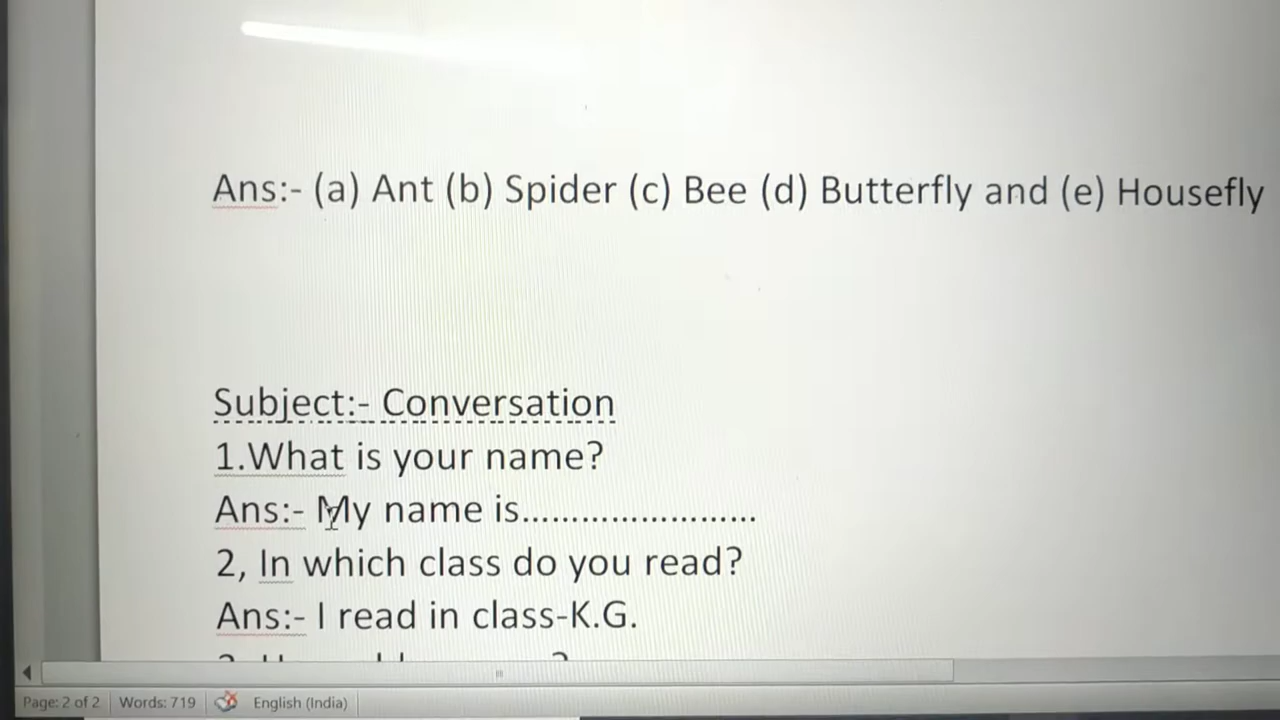 Ans:- (a) Ant (b) Spider (c) Bee (d) Butterfly and (e) Housefly
Subject:- Conversation
1.What is your name?
Ans:- My name is........................
2, In which class do you read?
Ans:- I read in class-K.G.
Page: 2 of 2 Words: 719 English (India)